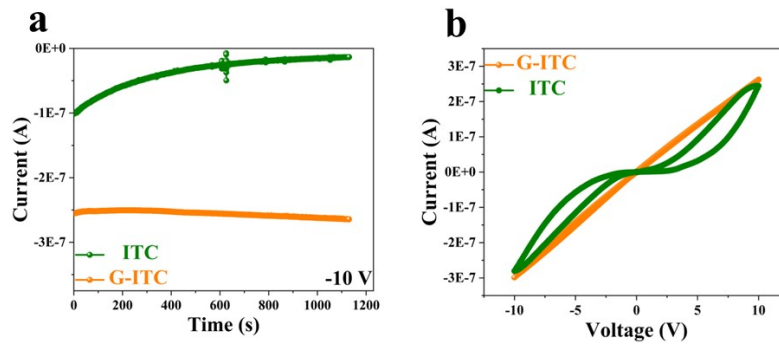 a
0E+0
-1E-7
-2E-7
-3E-7
Current (A)
ITC
G-ITC
-10 V
0 200 400 600 800 1000 1200
Time (s)
b
G-ITC
ITC
3E-7
2E-7
1E-7
0E+0
-1E-7
-2E-7
-3E-7
Current (A)
-10 -5 0 5 10
Voltage (V)